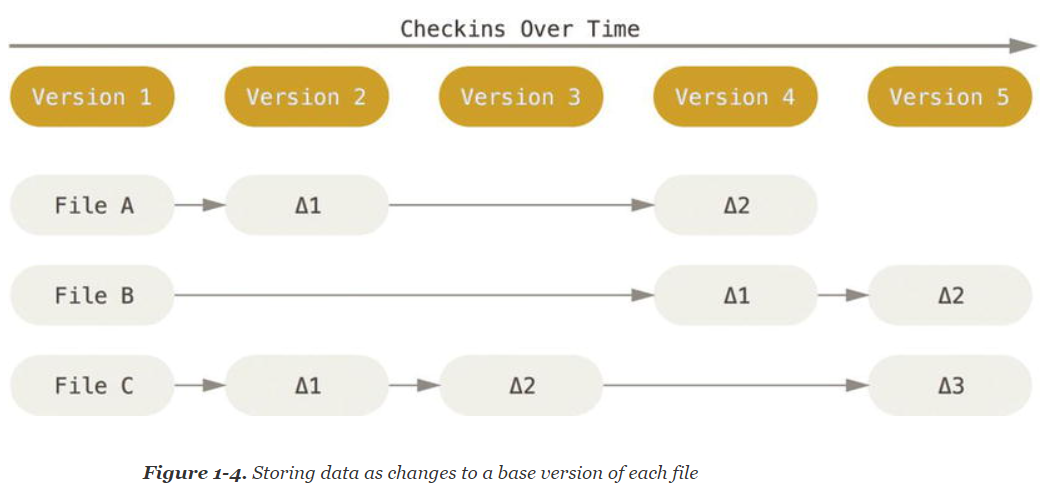 Checkins Over Time
Version 1 Version 2 Version 3 Version 4 Version 5
File A Δ1 Δ2
File B Δ1 Δ2
File C Δ1 Δ2 Δ3
Figure 1-4. Storing data as changes to a base version of each file